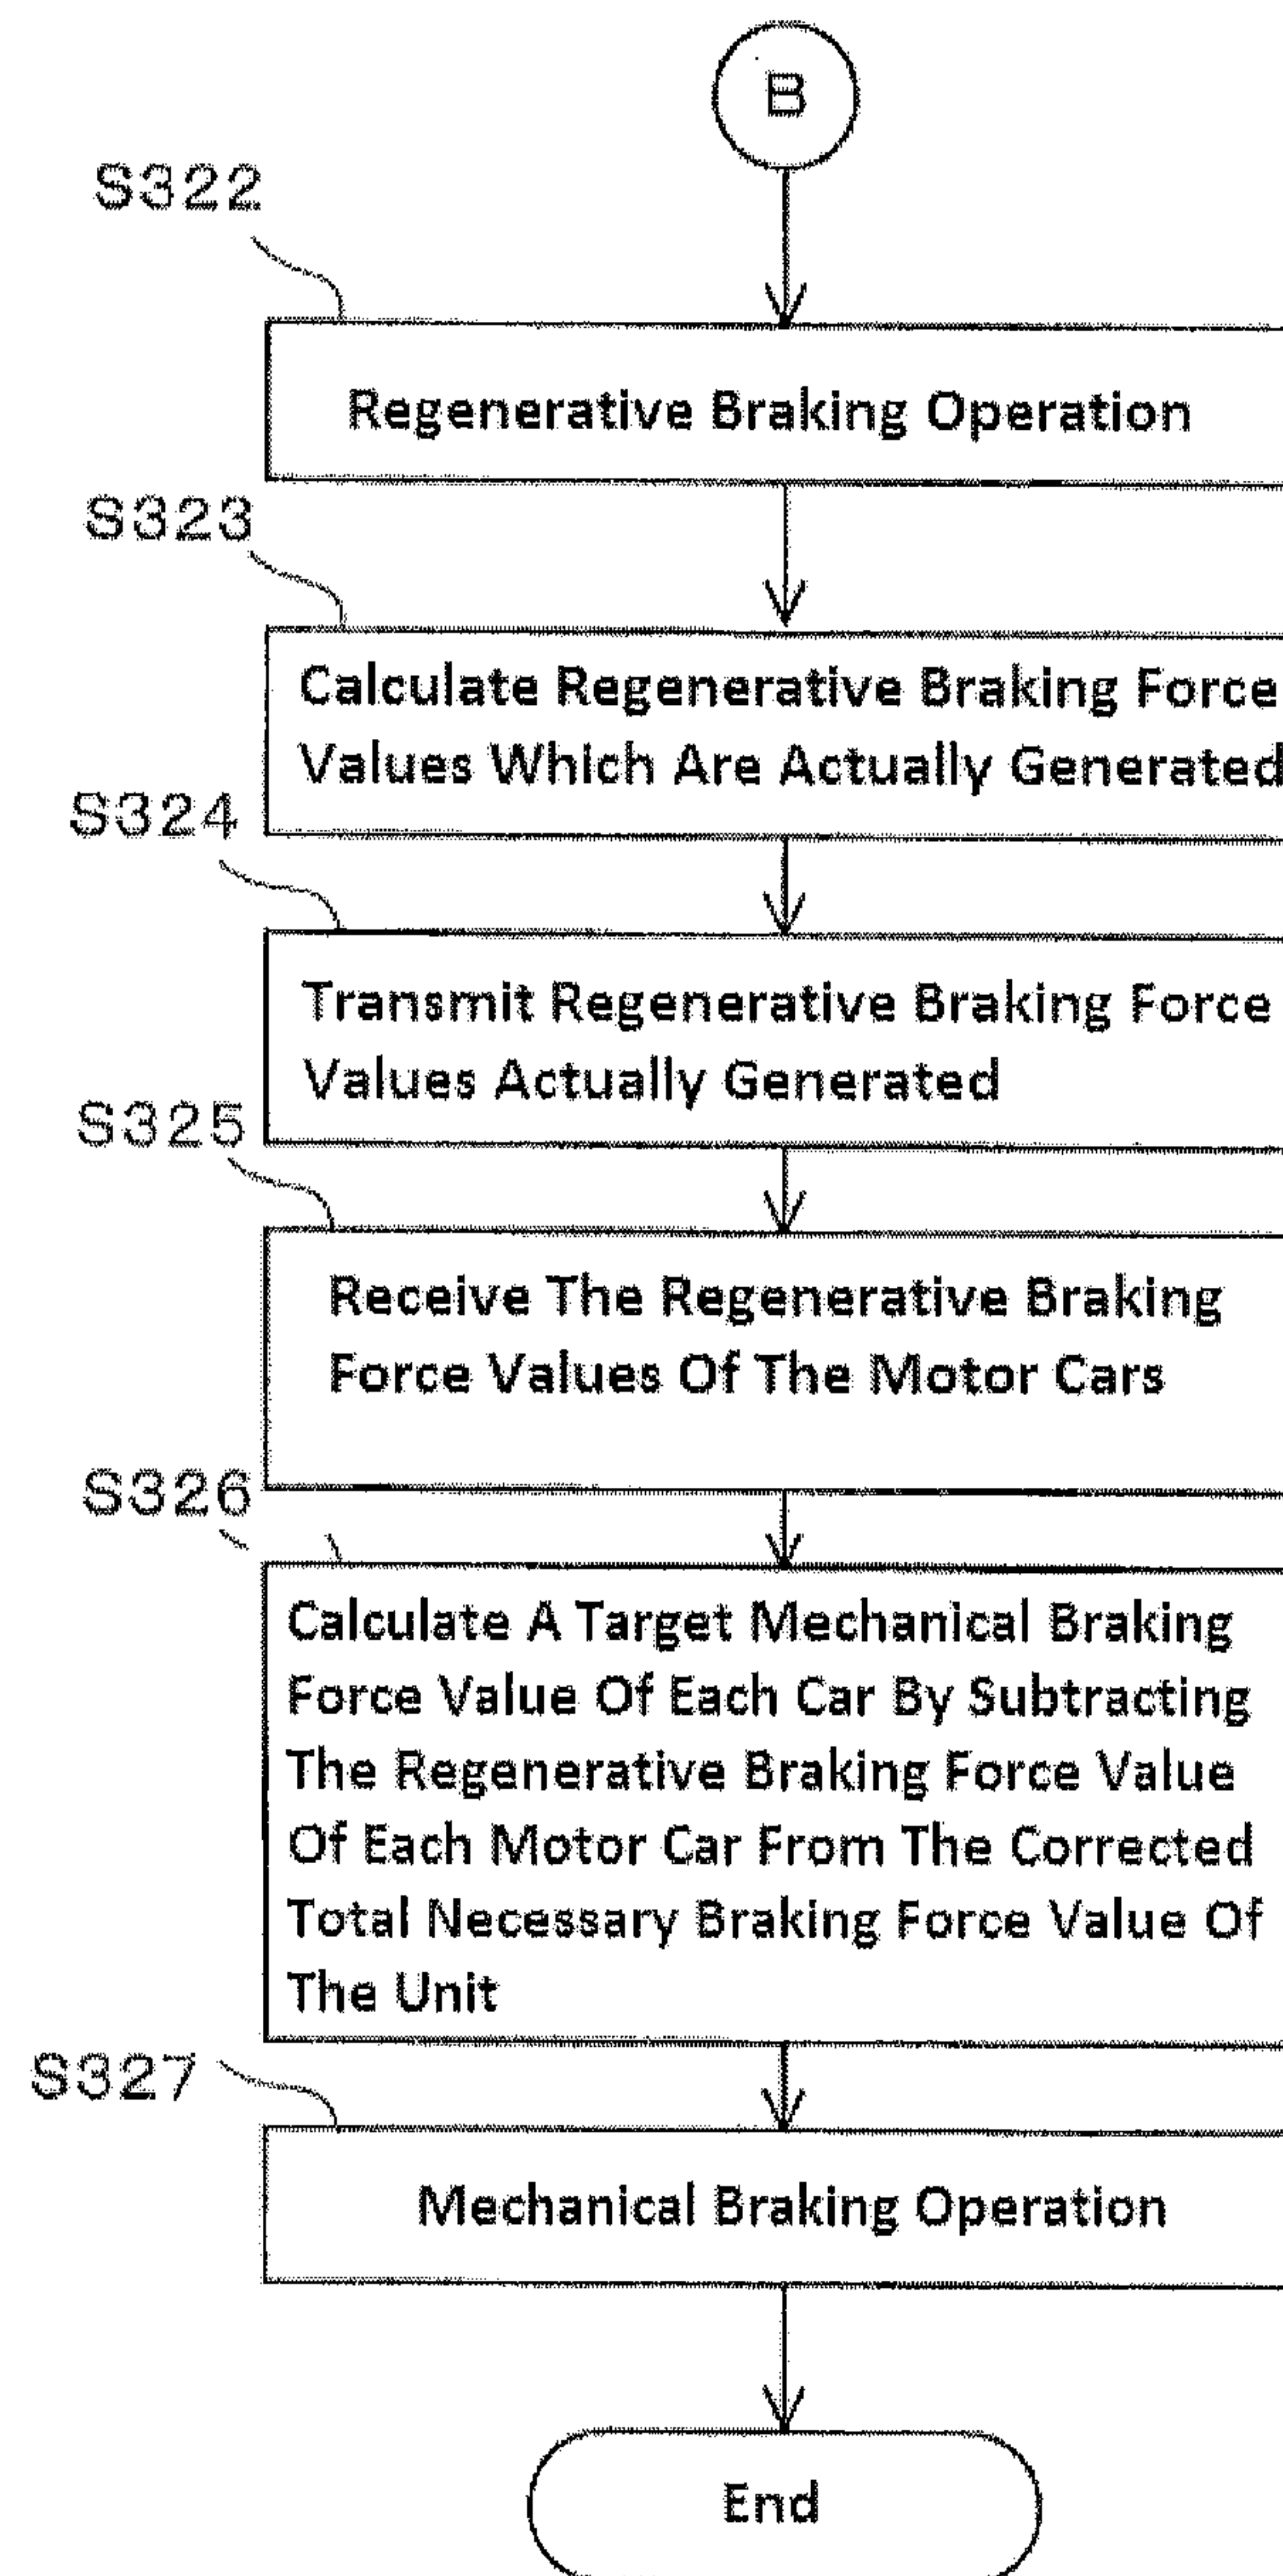 B
S322
Regenerative Braking Operation
S323
Calculate Regenerative Braking Force
Values Which Are Actually Generated
S324
Transmit Regenerative Braking Force
Values Actually Generated
S325
Receive The Regenerative Braking
Force Values Of The Motor Cars
S326
Calculate A Target Mechanical Braking
Force Value Of Each Car By Subtracting
The Regenerative Braking Force Value
Of Each Motor Car From The Corrected
Total Necessary Braking Force Value Of
The Unit
S327
Mechanical Braking Operation
End